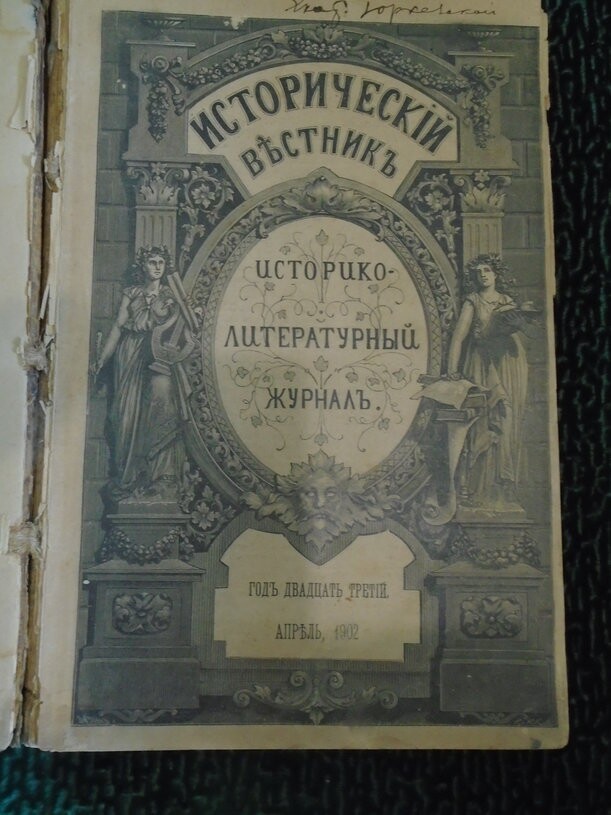 ИСТОРИЧЕСКІЙ
ВѢСТНИКЪ
ИСТОРИКО-
ЛИТЕРАТУРНЫЙ
ЖУРНАЛЪ.
ГОДЪ ДВАДЦАТЬ ТРЕТІЙ.
АПРѢЛЬ, 1902